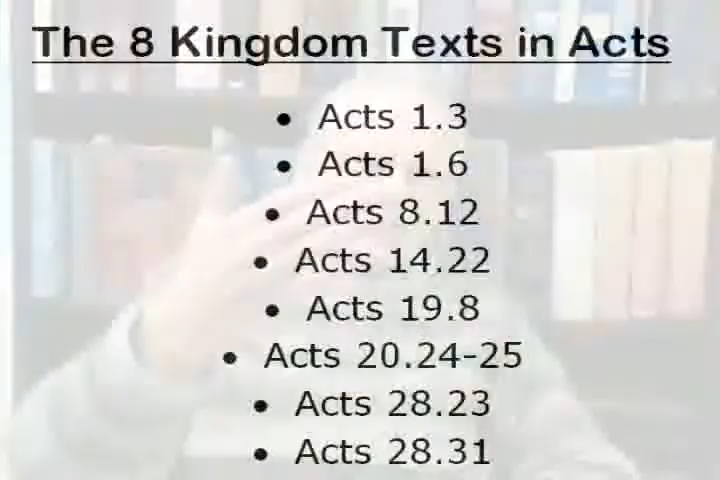 The 8 Kingdom Texts in Acts
• Acts 1.3
• Acts 1.6
• Acts 8.12
• Acts 14.22
• Acts 19.8
• Acts 20.24-25
• Acts 28.23
• Acts 28.31